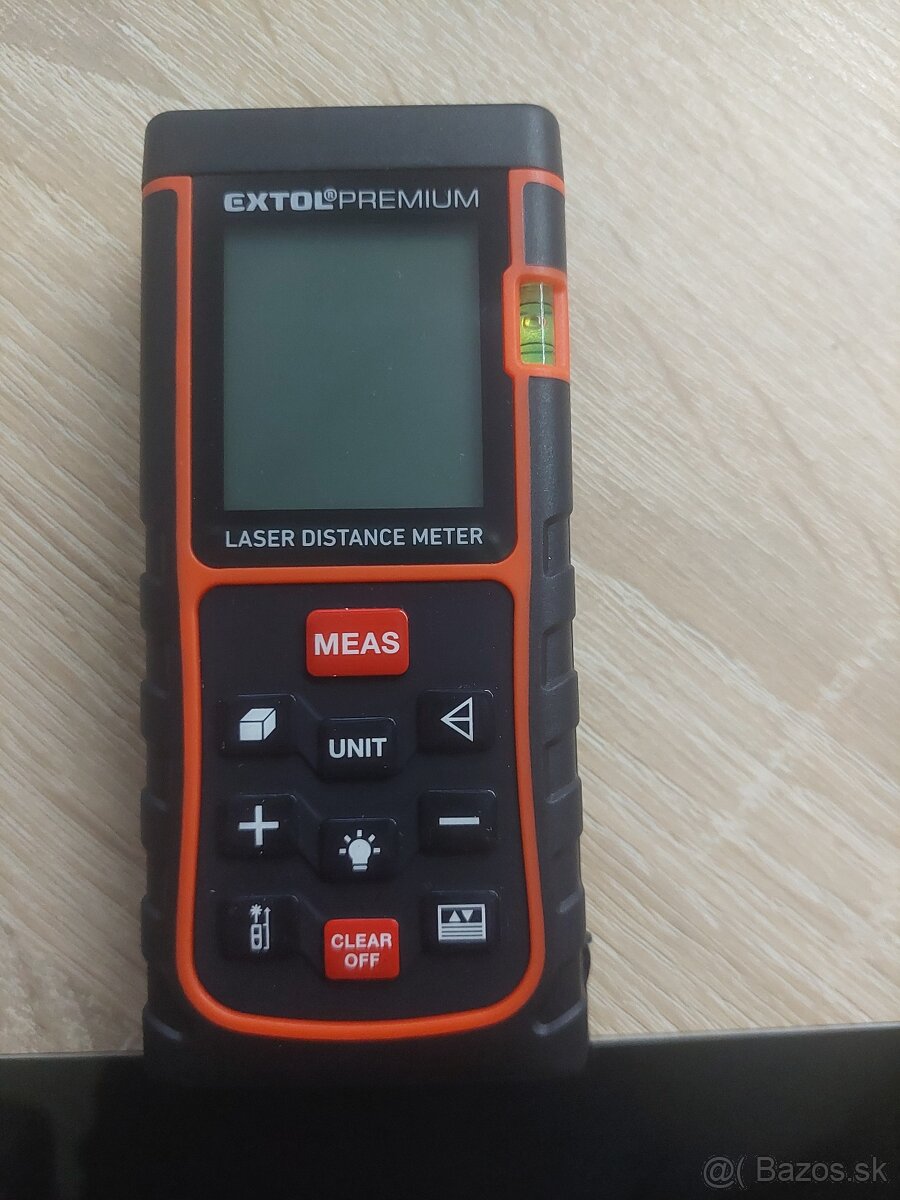 EXTOL®PREMIUM
LASER DISTANCE METER
MEAS
UNIT
CLEAR
OFF
@( Bazos.sk